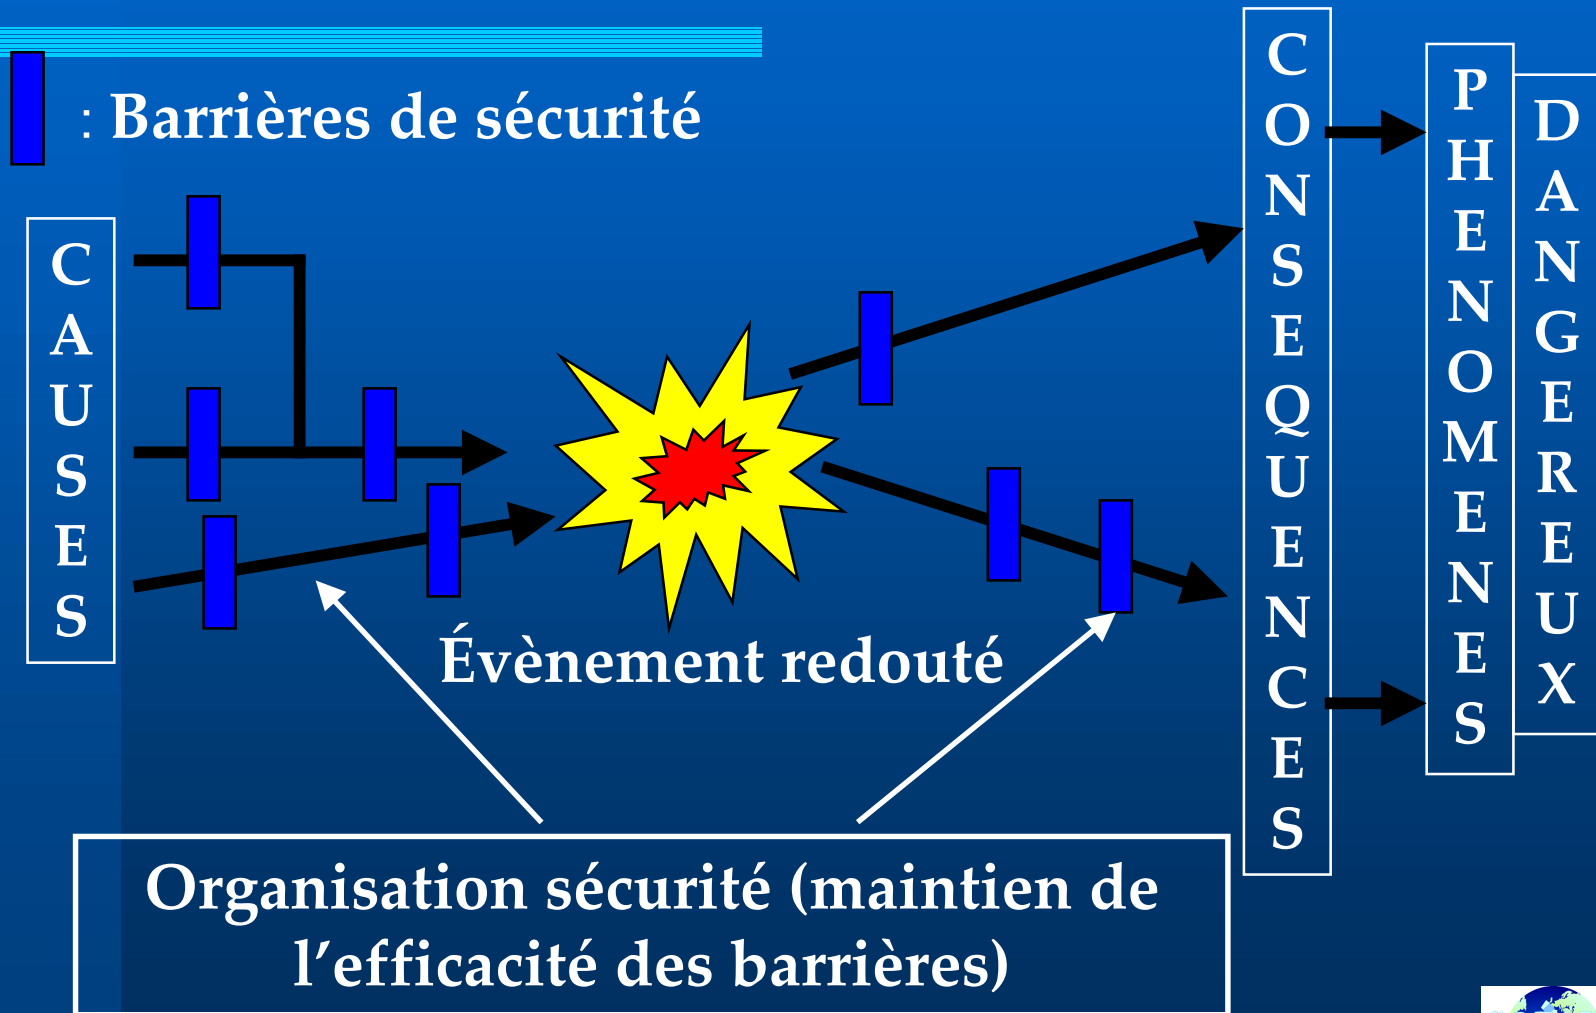 : Barrières de sécurité
CAUSES
Évènement redouté
CONSEQUENCES
PHENOMENES
DANGEREUX
Organisation sécurité (maintien de
l’efficacité des barrières)